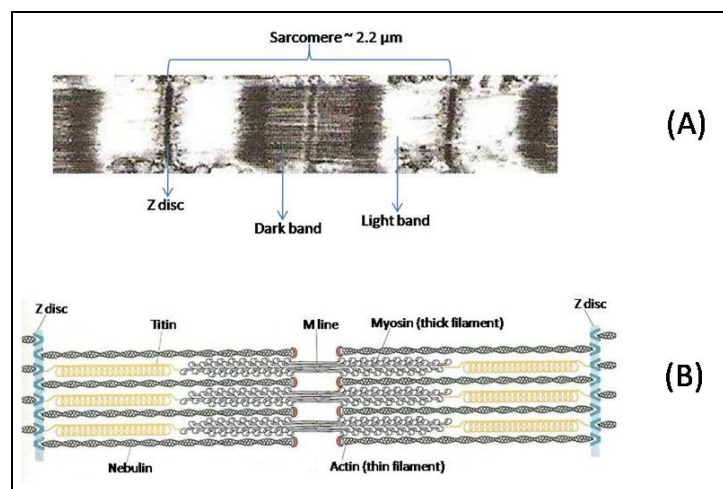 Sarcomere ~ 2.2 µm
(A)
Z disc
Dark band
Light band
Z disc
Z disc
Titin
M line
Myosin (thick filament)
(B)
Nebulin
Actin (thin filament)